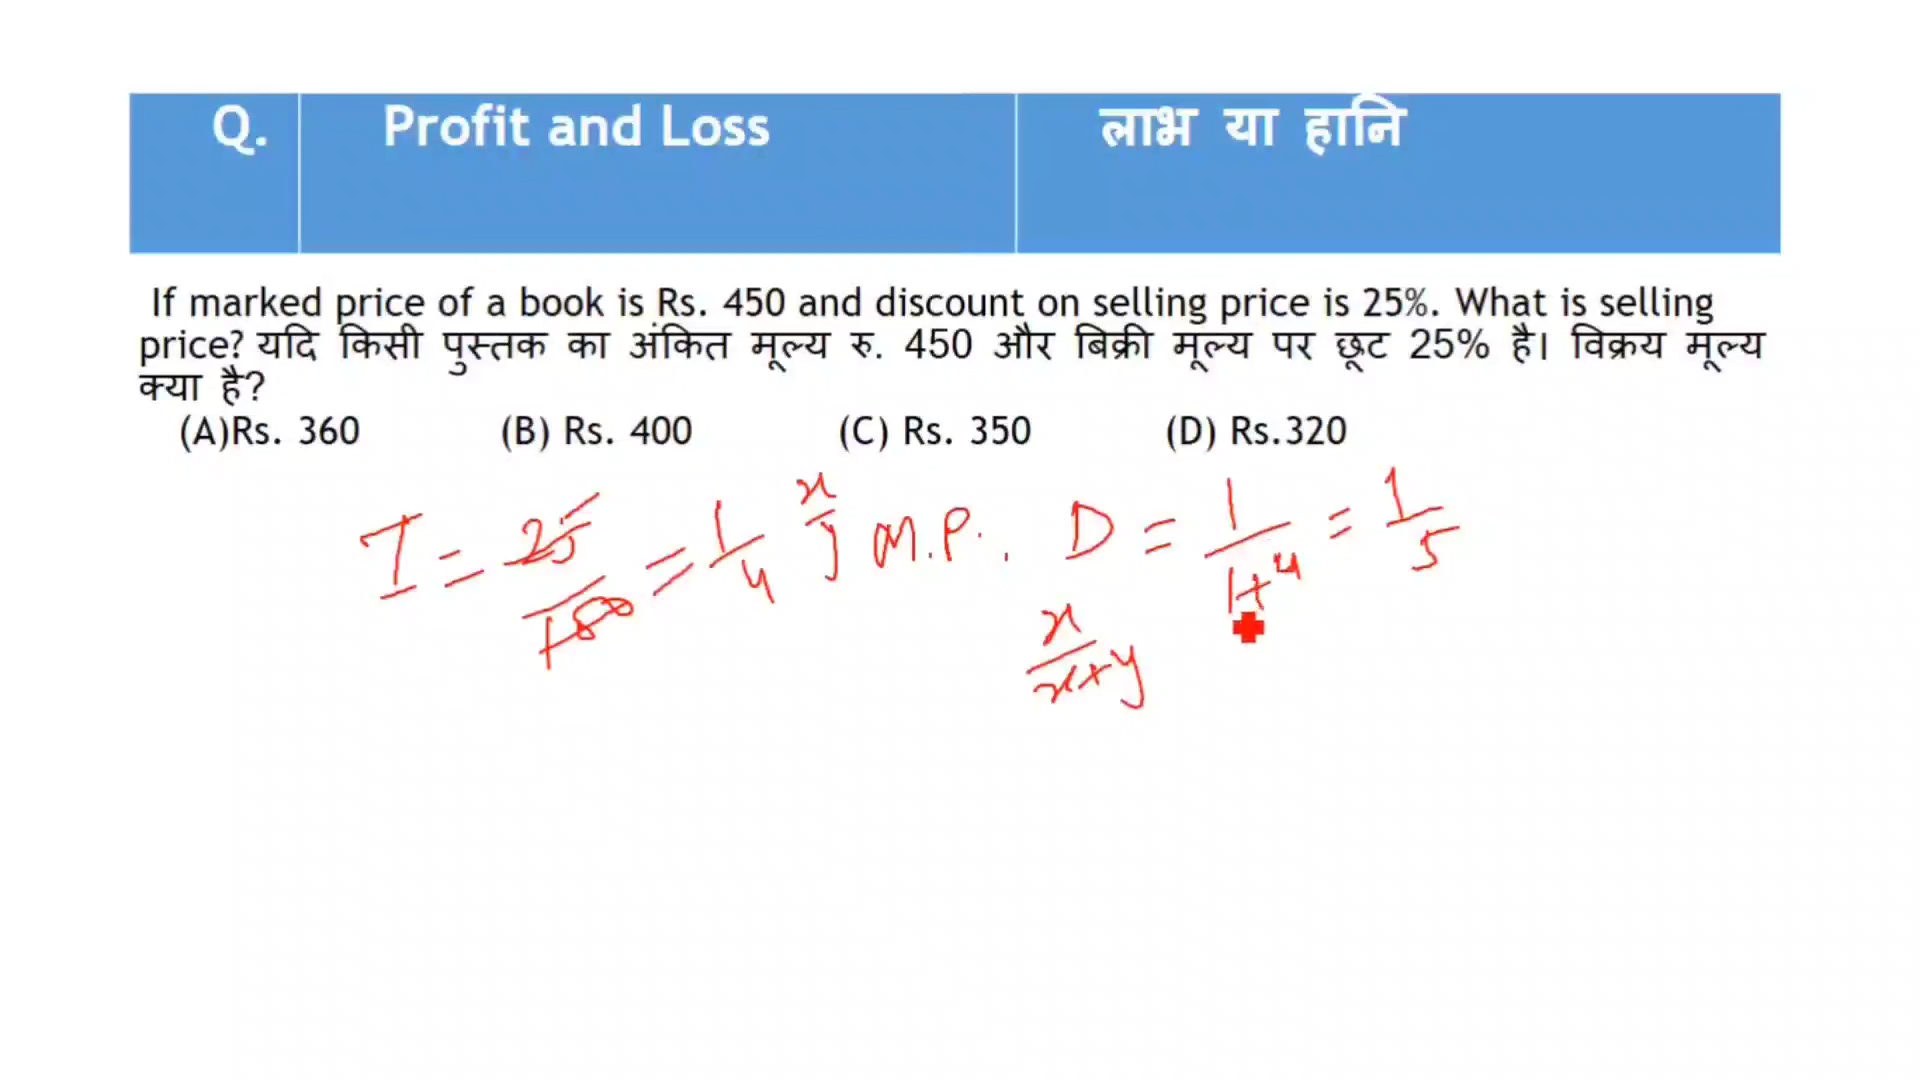 Q. Profit and Loss लाभ या हानि
If marked price of a book is Rs. 450 and discount on selling price is 25%. What is selling
price? यदि किसी पुस्तक का अंकित मूल्य रु. 450 और बिक्री मूल्य पर छूट 25% है। विक्रय मूल्य
क्या है?
(A)Rs. 360 (B) Rs. 400 (C) Rs. 350 (D) Rs.320
I = 25/100 = 1/4 x/y M.P. D = 1/1+4 = 1/5
x/x+y